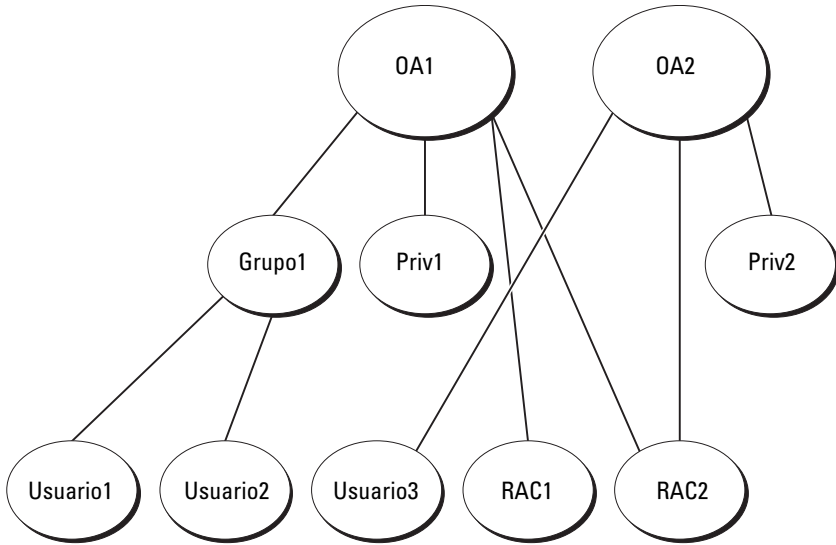 OA1
OA2
Grupo1
Priv1
Priv2
Usuario1
Usuario2
Usuario3
RAC1
RAC2